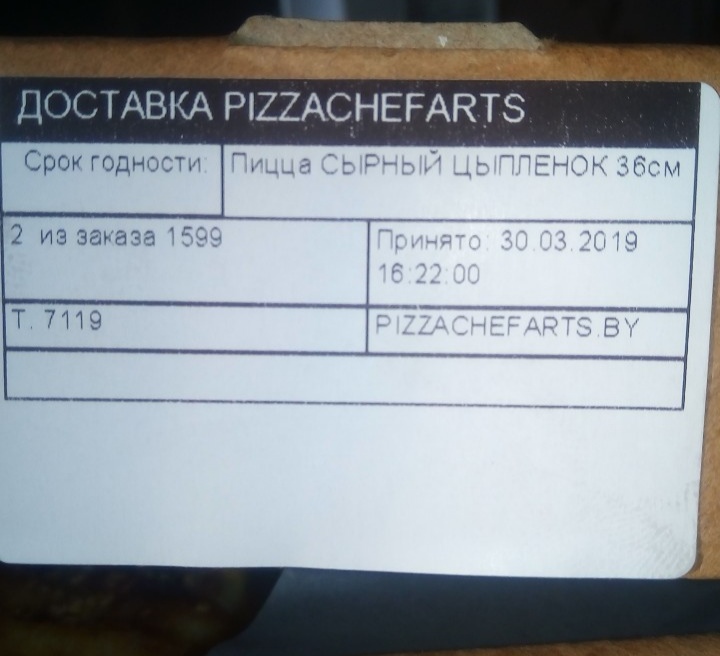 ДОСТАВКА PIZZACHEFARTS
Срок годности: Пицца СЫРНЫЙ ЦЫПЛЕНОК 36см
2 из заказа 1599
Принято: 30.03.2019
16:22:00
Т. 7119
PIZZACHEFARTS.BY